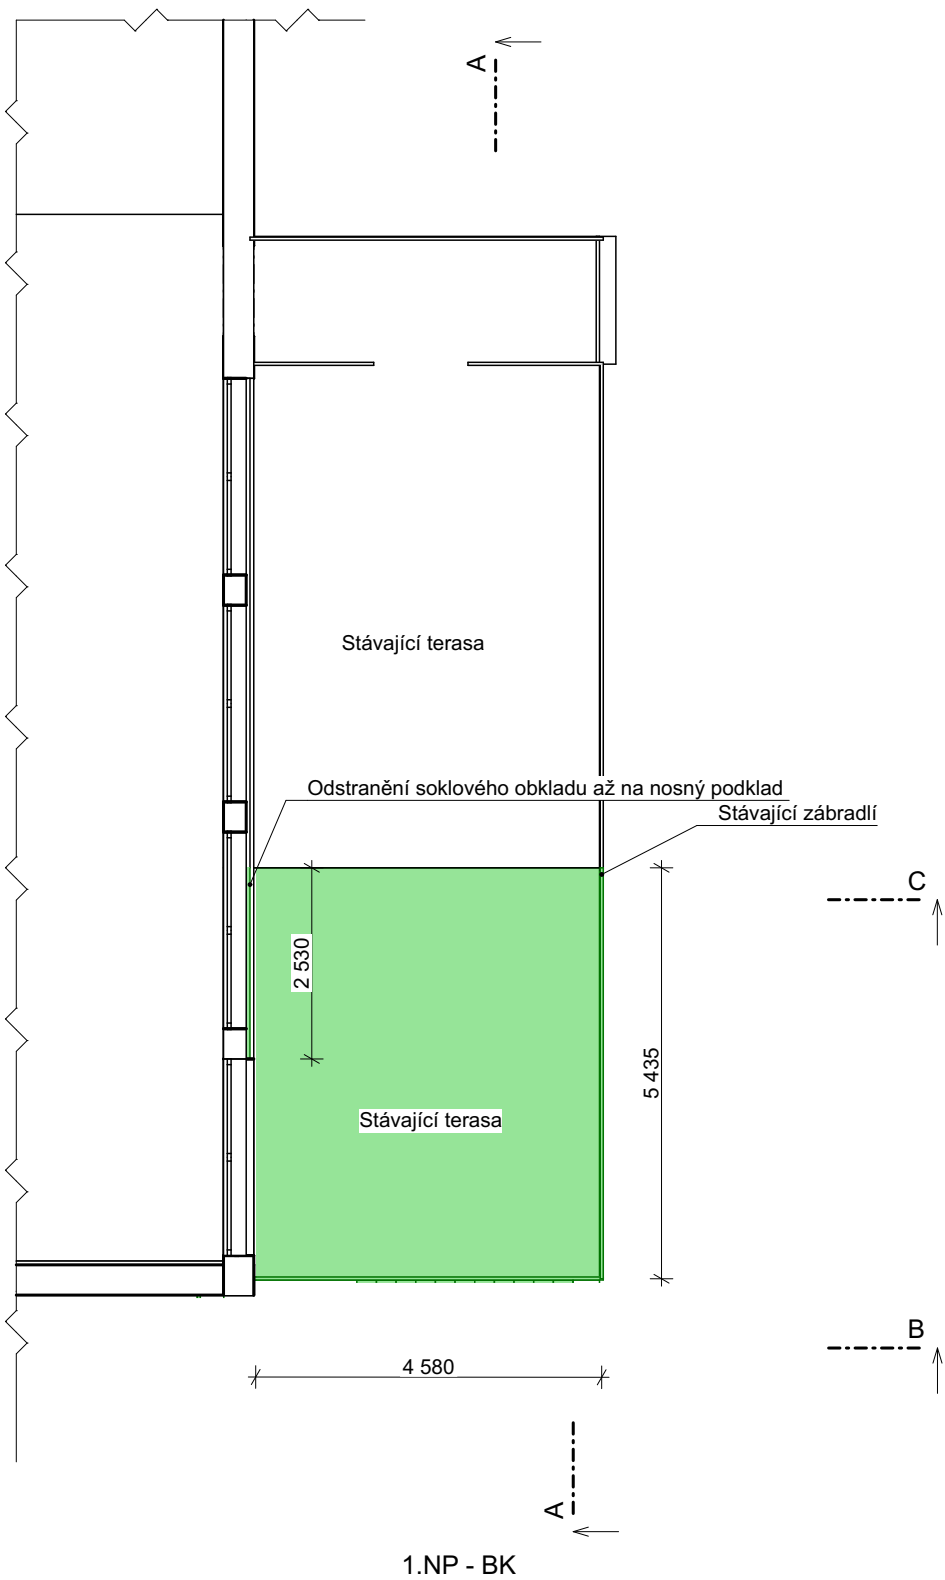 A
Stávající terasa
Odstranění soklového obkladu až na nosný podklad
Stávající zábradlí
C
2 530
5 435
Stávající terasa
B
4 580
A
1.NP - BK